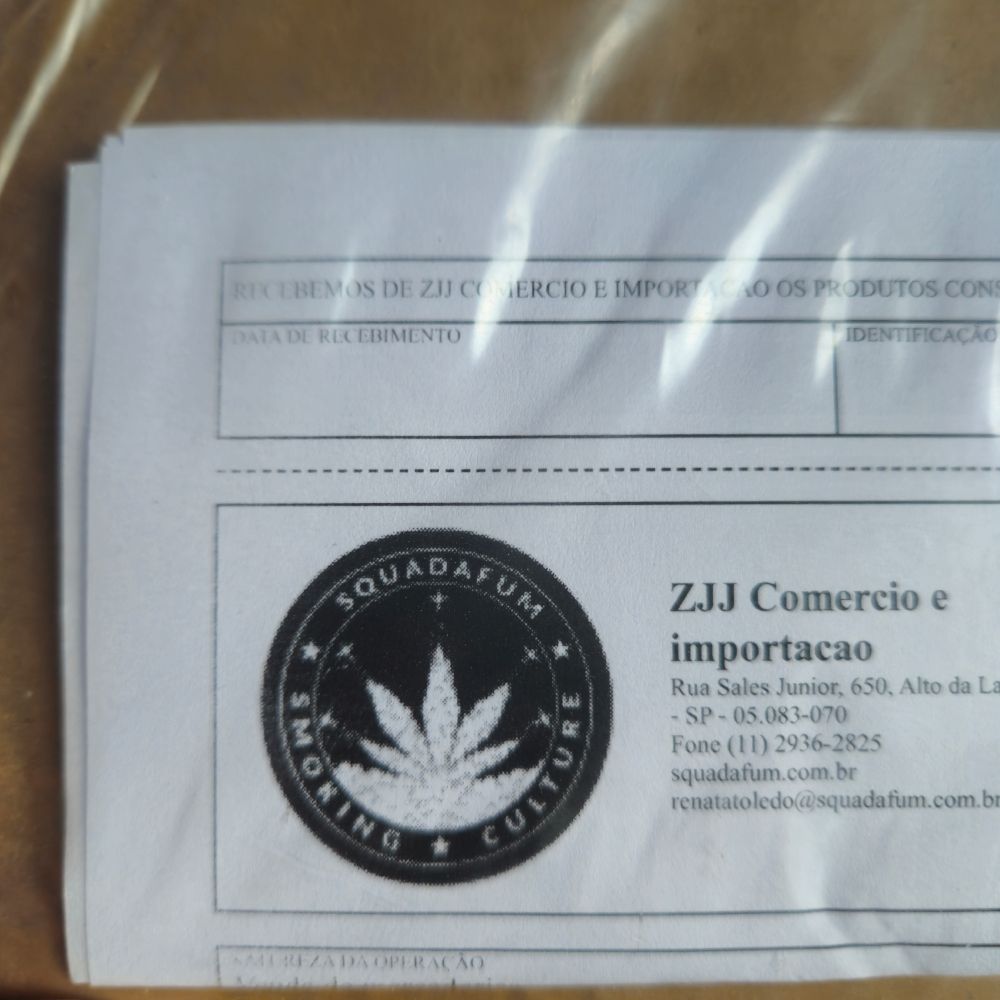 RECEBEMOS DE ZJJ COMERCIO E IMPORTACAO OS PRODUTOS CONS
DATA DE RECEBIMENTO
IDENTIFICAÇÃO
SQUADAFUM
SMOKING CULTURE
ZJJ Comercio e
importacao
Rua Sales Junior, 650, Alto da La
- SP - 05.083-070
Fone (11) 2936-2825
squadafum.com.br
renatatoledo@squadafum.com.br
NATUREZA DA OPERAÇÃO